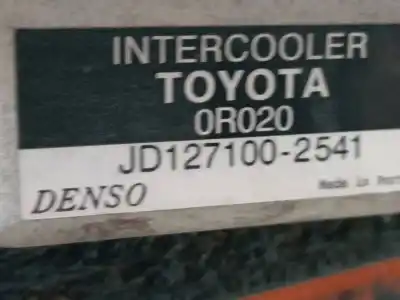 INTERCOOLER
TOYOTA
0R020
JD127100-2541
DENSO
Made in